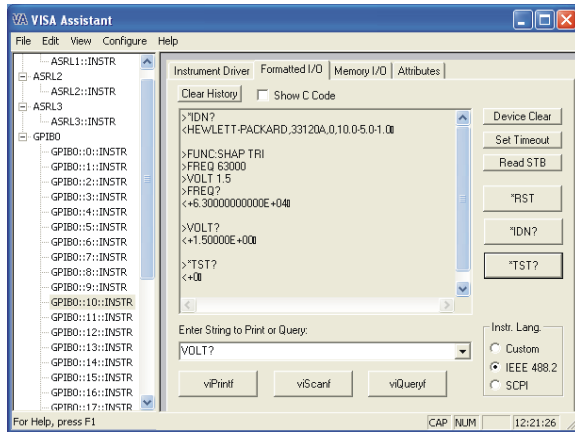 VISA Assistant
File Edit View Configure Help
ASRL1::INSTR
ASRL2
ASRL2::INSTR
ASRL3
ASRL3::INSTR
GPIB0
GPIB0::0::INSTR
GPIB0::1::INSTR
GPIB0::2::INSTR
GPIB0::3::INSTR
GPIB0::4::INSTR
GPIB0::5::INSTR
GPIB0::6::INSTR
GPIB0::7::INSTR
GPIB0::8::INSTR
GPIB0::9::INSTR
GPIB0::10::INSTR
GPIB0::11::INSTR
GPIB0::12::INSTR
GPIB0::13::INSTR
GPIB0::14::INSTR
GPIB0::15::INSTR
GPIB0::16::INSTR
GPIB0::17::INSTR
Instrument Driver Formatted I/O Memory I/O Attributes
Clear History Show C Code
>*IDN?
<HEWLETT-PACKARD,33120A,0,10.0-5.0-1.0
>FUNC:SHAP TRI
>FREQ 63000
>VOLT 1.5
>FREQ?
<+6.30000000000E+04
>VOLT?
<+1.50000E+00
>*TST?
<+0
Enter String to Print or Query:
VOLT?
viPrintf viScanf viQueryf
Device Clear
Set Timeout
Read STB
*RST
*IDN?
*TST?
Instr. Lang.
Custom
IEEE 488.2
SCPI
For Help, press F1 CAP NUM 12:21:26